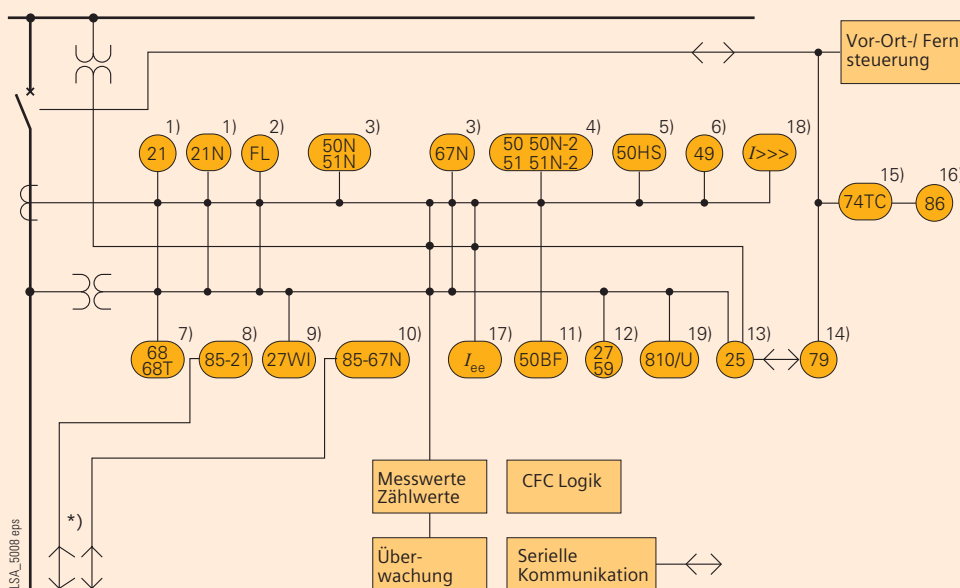 Vor-Ort-/ Fern
steuerung
1)
1)
2)
3)
3)
4)
5)
6)
18)
21
21N
FL
50N
51N
67N
50 50N-2
51 51N-2
50HS
49
I>>>
15)
16)
74TC
86
7)
8)
9)
10)
17)
11)
12)
19)
13)
14)
68
68T
85-21
27WI
85-67N
Iee
50BF
27
59
810/U
25
79
Messwerte
Zählwerte
CFC Logik
*)
Über-
wachung
Serielle
Kommunikation
LSA_5008 eps